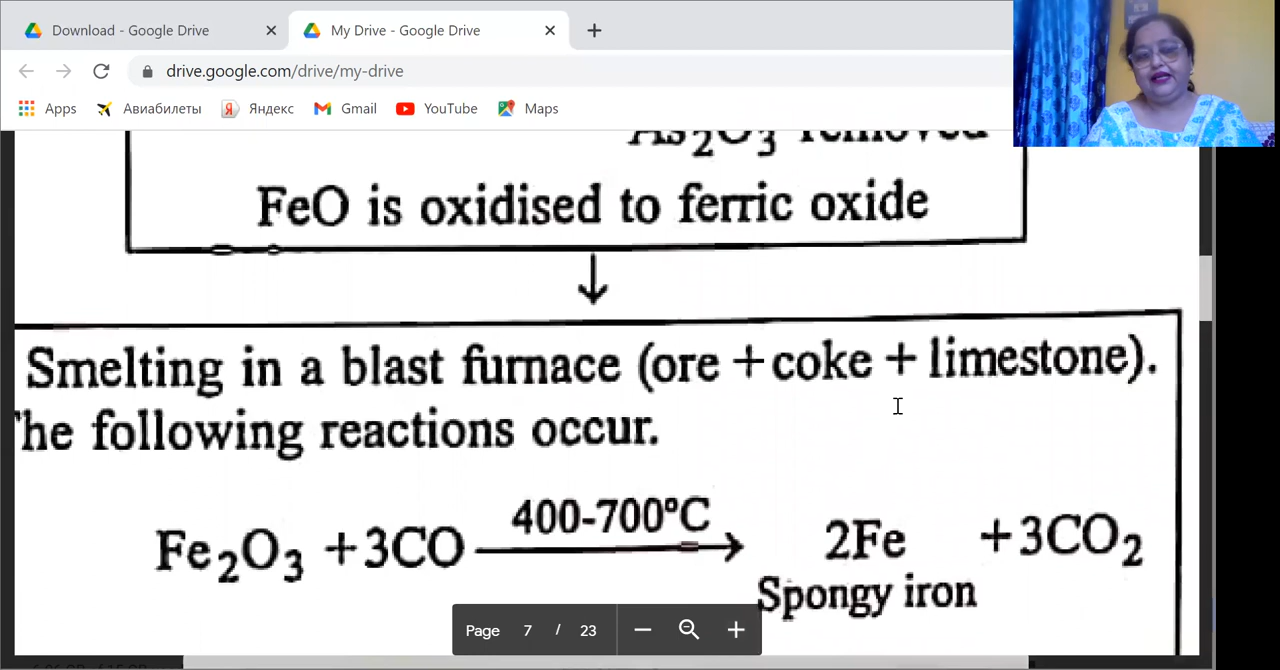 Download - Google Drive
My Drive - Google Drive
drive.google.com/drive/my-drive
Apps Авиабилеты Яндекс Gmail YouTube Maps
As₂O₃ removed
FeO is oxidised to ferric oxide
Smelting in a blast furnace (ore + coke + limestone).
The following reactions occur.
400-700°C
Fe₂O₃ + 3CO → 2Fe + 3CO₂
Spongy iron
Page 7 / 23